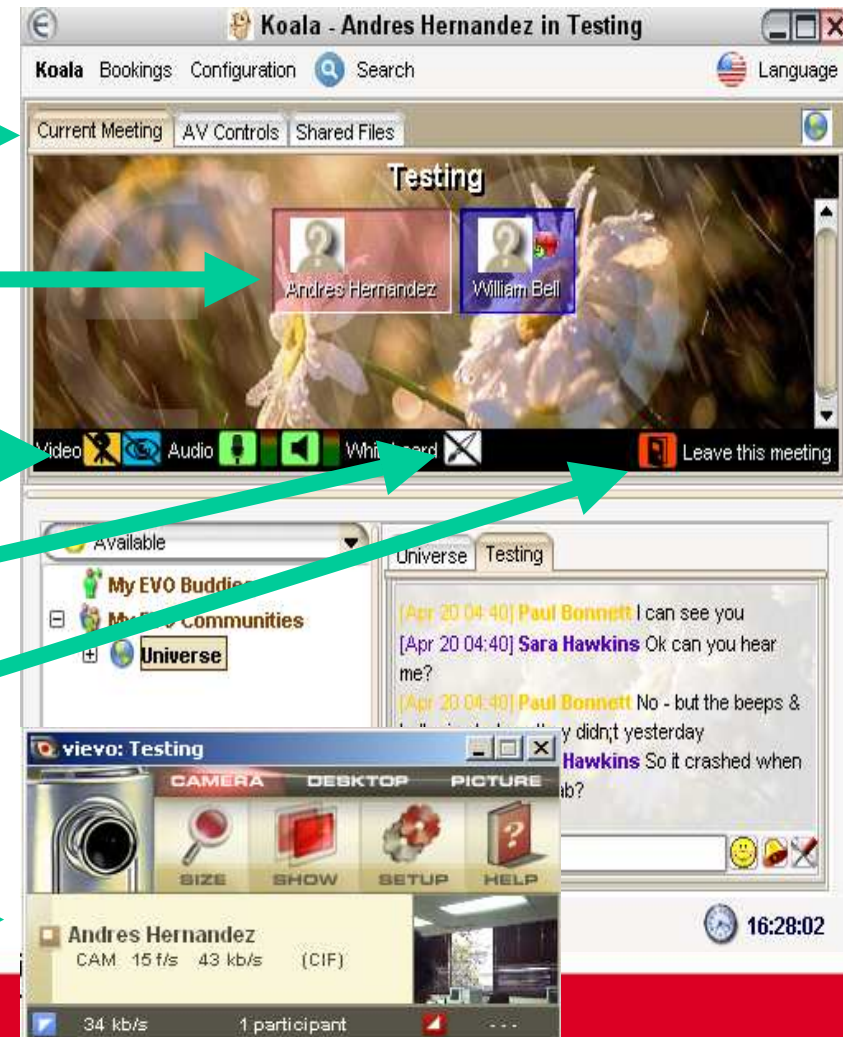 Koala - Andres Hernandez in Testing
Koala Bookings Configuration Search Language
Current Meeting AV Controls Shared Files
Testing
Andres Hernandez William Bell
Video Audio Leave this meeting
Available
My EVO Buddies
Communities
Universe
Universe Testing
[Apr 20 04:40] Paul Bonnett I can see you
[Apr 20 04:40] Sara Hawkins Ok can you hear
me?
[Apr 20 04:40] Paul Bonnett No - but the beeps &
didn;t yesterday
Hawkins So it crashed when
16:28:02
vievo: Testing
CAMERA DESKTOP PICTURE
SIZE SHOW SETUP HELP
Andres Hernandez
CAM 15 f/s 43 kb/s (CIF)
34 kb/s 1 participant - - -